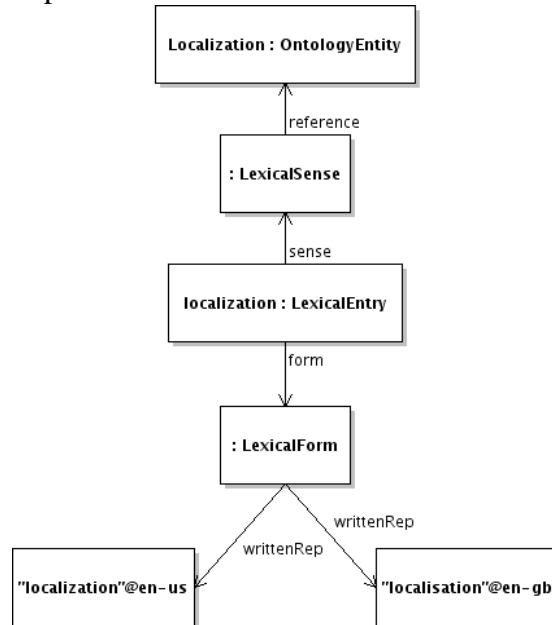 Localization : OntologyEntity
reference
: LexicalSense
sense
localization : LexicalEntry
form
: LexicalForm
writtenRep
writtenRep
"localization"@en-us
"localisation"@en-gb